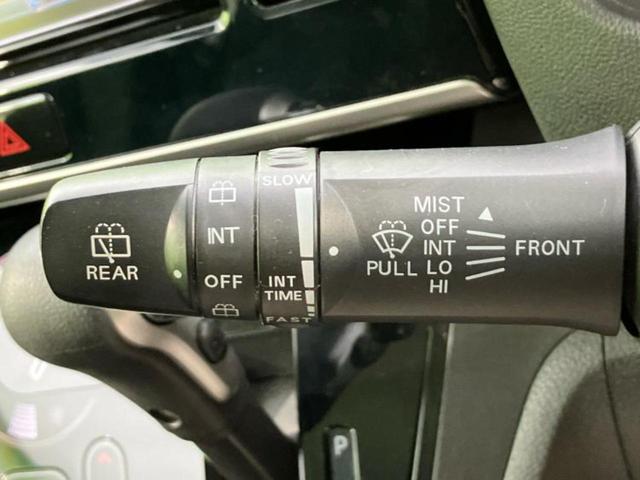 REAR
INT
OFF
SLOW
INT
TIME
FAST
PULL
MIST
OFF
INT
LO
HI
FRONT
P